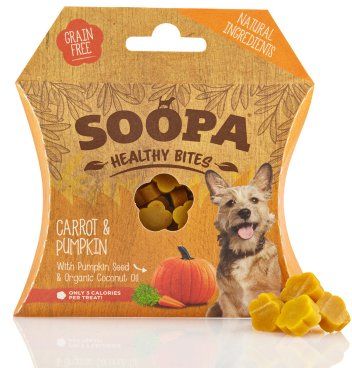 GRAIN
FREE
NATURAL
INGREDIENTS
SOOPA
HEALTHY BITES
CARROT &
PUMPKIN
With Pumpkin Seed
& Organic Coconut Oil
ONLY 3 CALORIES
PER TREAT!